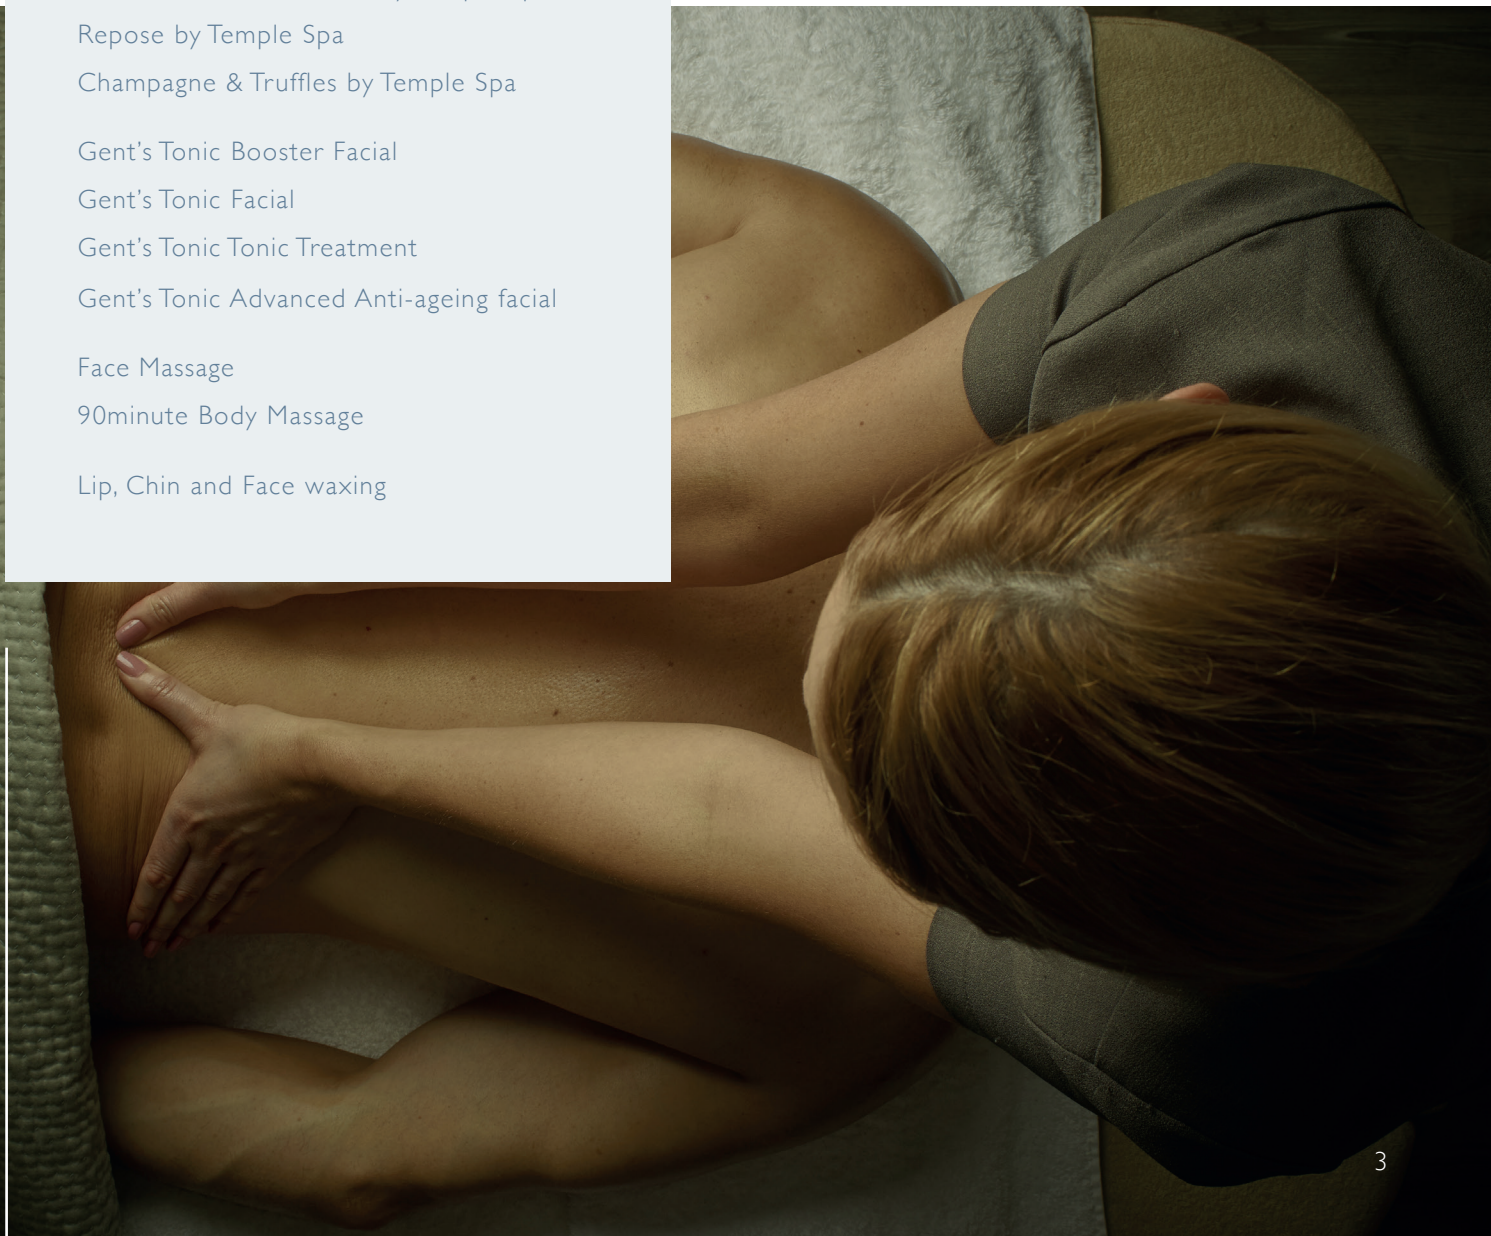 Repose by Temple Spa
Champagne & Truffles by Temple Spa
Gent's Tonic Booster Facial
Gent's Tonic Facial
Gent's Tonic Tonic Treatment
Gent's Tonic Advanced Anti-ageing facial
Face Massage
90minute Body Massage
Lip, Chin and Face waxing
3